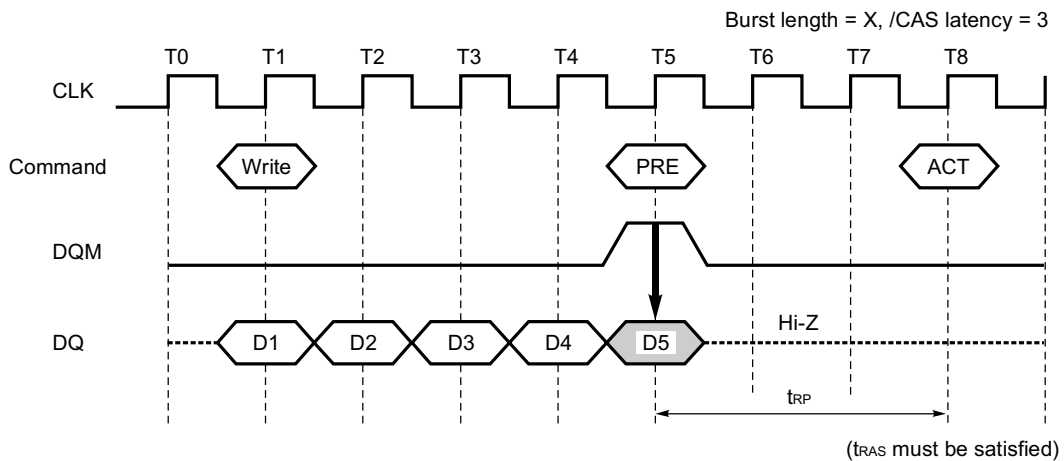 Burst length = X, /CAS latency = 3
T0 T1 T2 T3 T4 T5 T6 T7 T8
CLK
Command Write PRE ACT
DQM
DQ D1 D2 D3 D4 D5 Hi-Z
tRP
(tRAS must be satisfied)